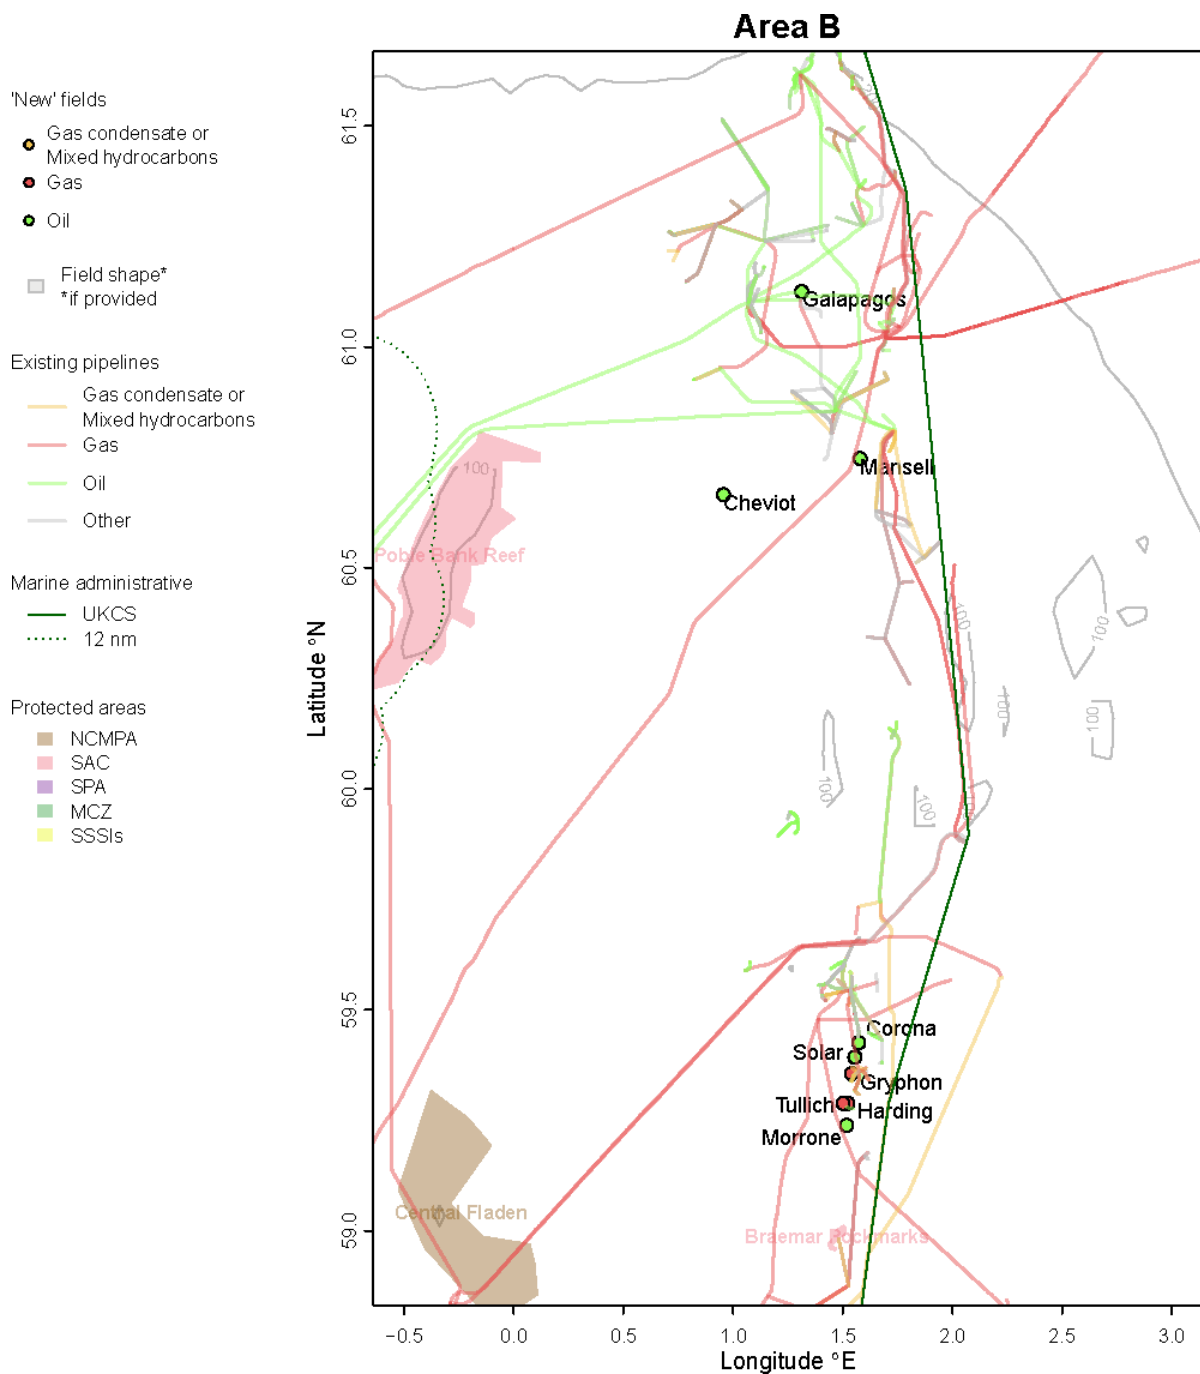 Area B
'New' fields
Gas condensate or
Mixed hydrocarbons
Gas
Oil
Field shape*
*if provided
Existing pipelines
Gas condensate or
Mixed hydrocarbons
Gas
Oil
Other
Marine administrative
UKCS
12 nm
Protected areas
NCMPA
SAC
SPA
MCZ
SSSIs
Latitude °N
61.5
61.0
60.5
60.0
59.5
59.0
Galapagos
Mansell
Cheviot
100
Pobie Bank Reef
100
100
100
100
100
100
100
Corona
Solar
Gryphon
Tullich
Harding
Morrone
Central Fladen
Braemar Pockmarks
−0.5
0.0
0.5
1.0
1.5
2.0
2.5
3.0
Longitude °E